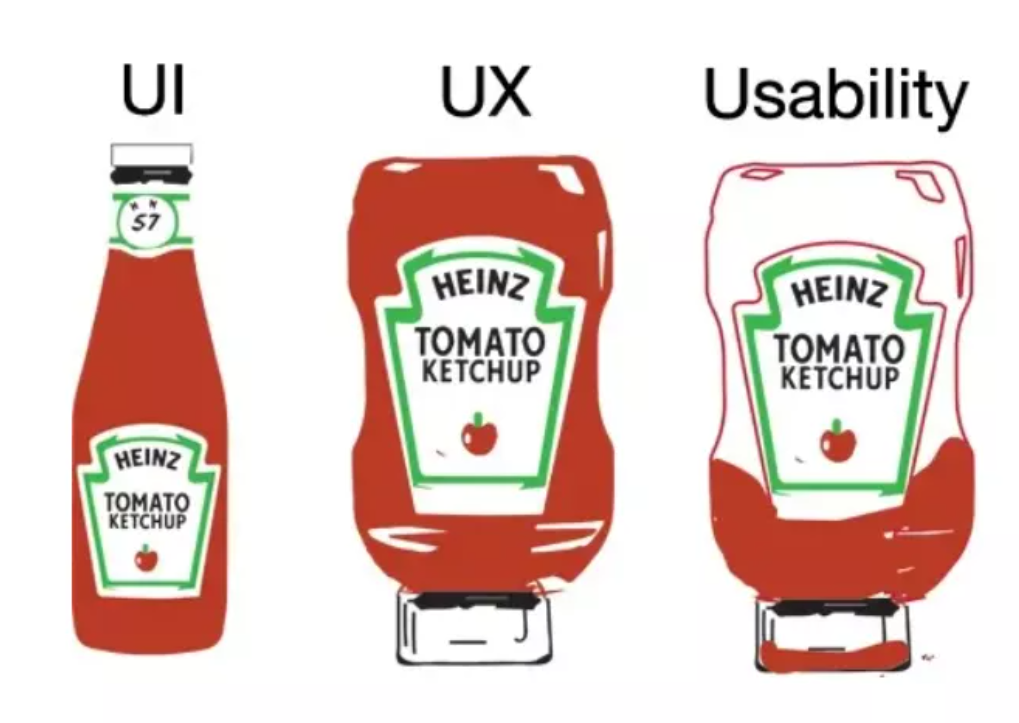 UI
UX
Usability
57
HEINZ
TOMATO
KETCHUP
HEINZ
TOMATO
KETCHUP
HEINZ
TOMATO
KETCHUP